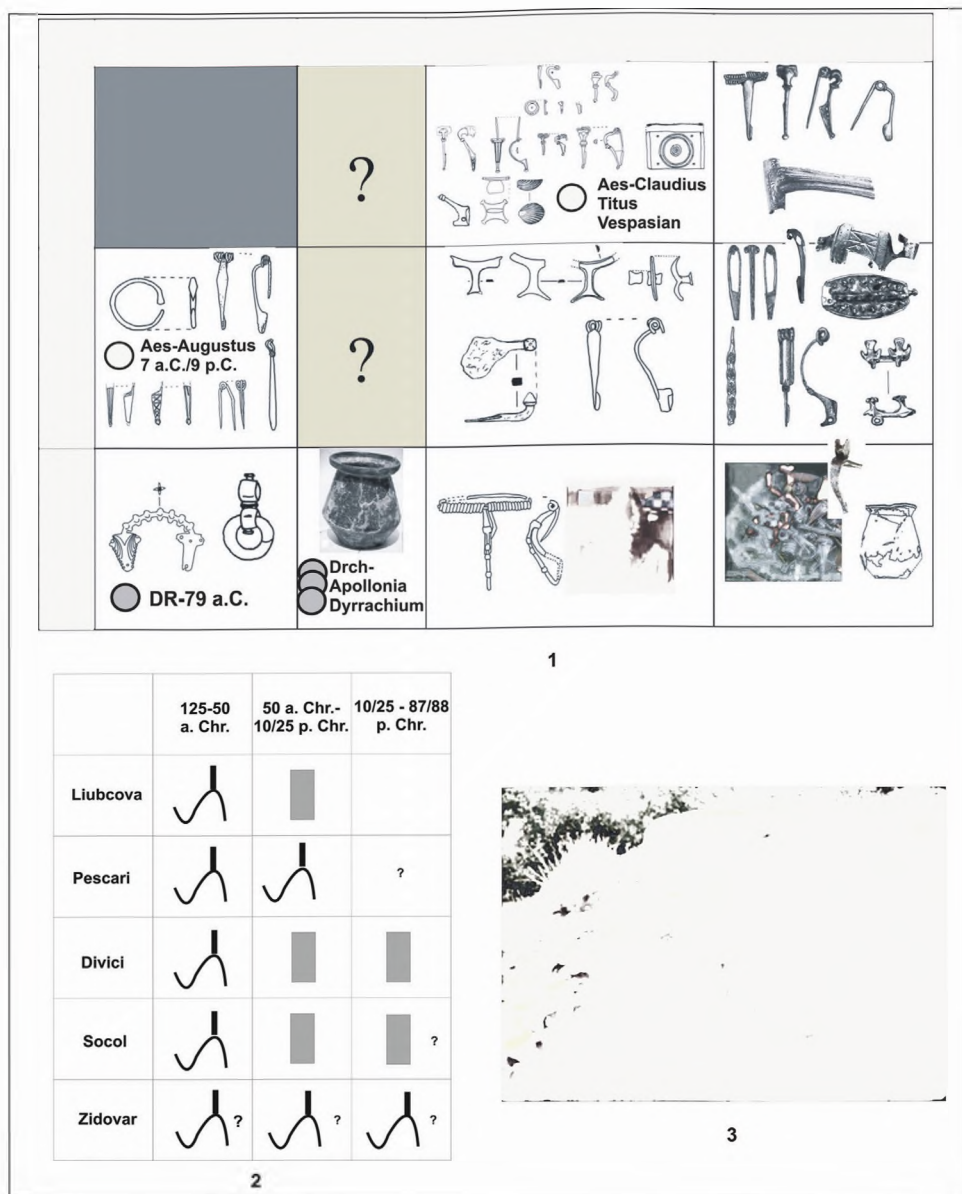 ?
Aes-Claudius
Titus
Vespasian
Aes-Augustus
7 a.C./9 p.C.
?
DR-79 a.C.
Drch-
Apollonia
Dyrrachium
1
125-50
a. Chr.
50 a. Chr.-
10/25 p. Chr.
10/25 - 87/88
p. Chr.
Liubcova
Pescari
?
Divici
Socol
?
Zidovar
?
?
?
2
3